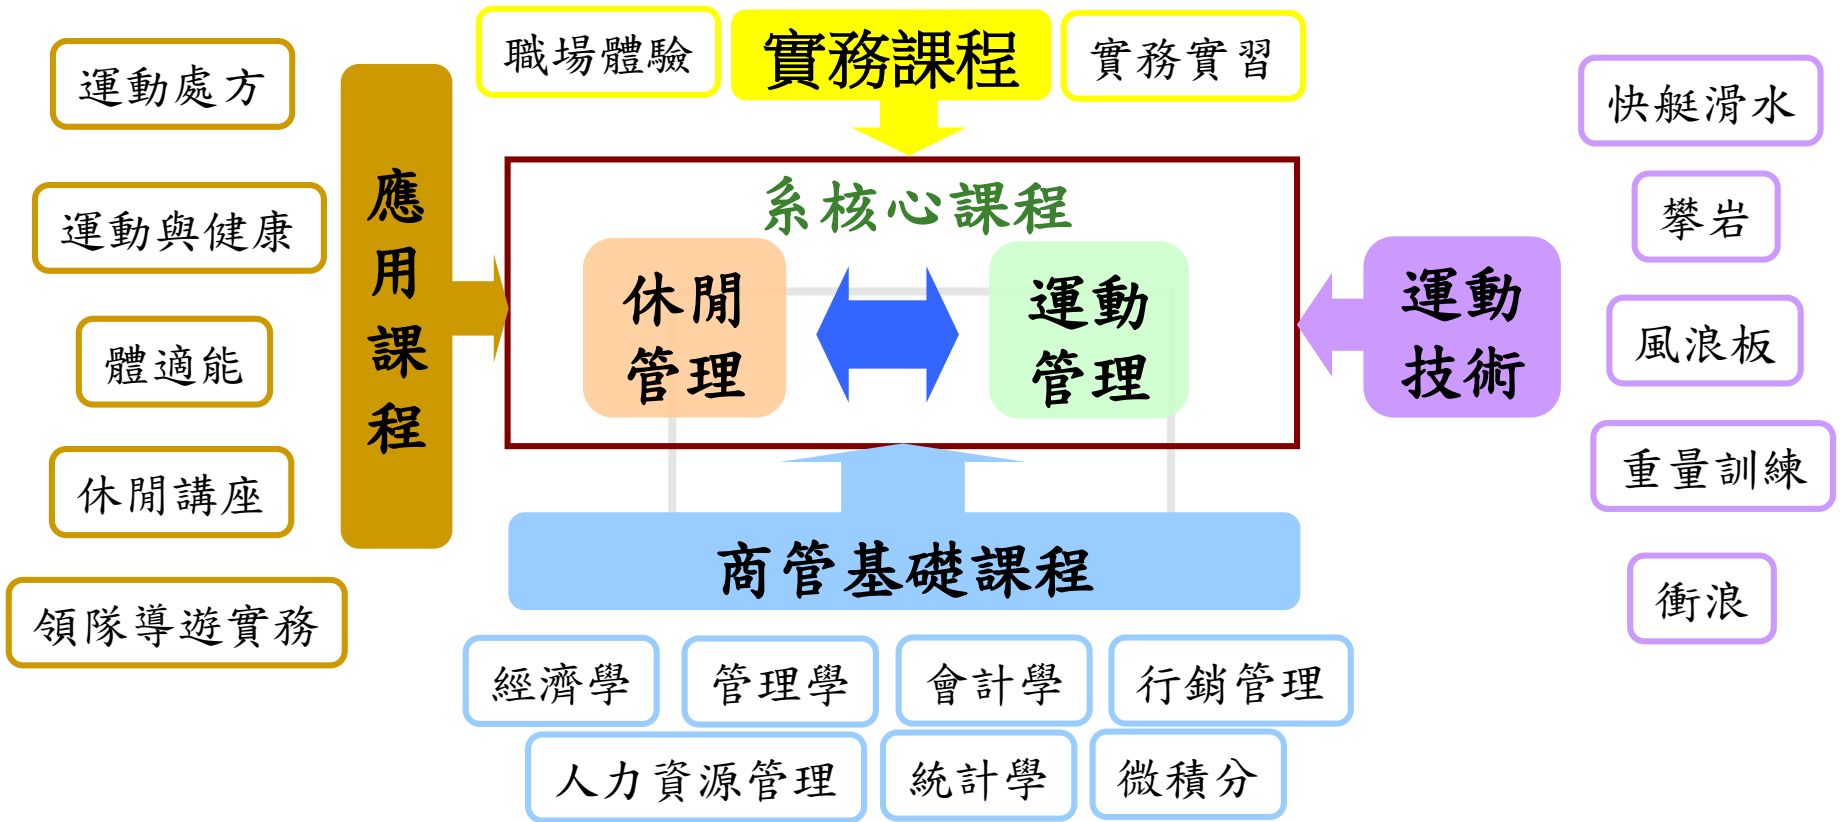 職場體驗
實務課程
實務實習
運動處方
運動與健康
體適能
休閒講座
領隊導遊實務
應用課程
系核心課程
休閒
管理
運動
管理
運動
技術
快艇滑水
攀岩
風浪板
重量訓練
衝浪
商管基礎課程
經濟學
管理學
會計學
行銷管理
人力資源管理
統計學
微積分